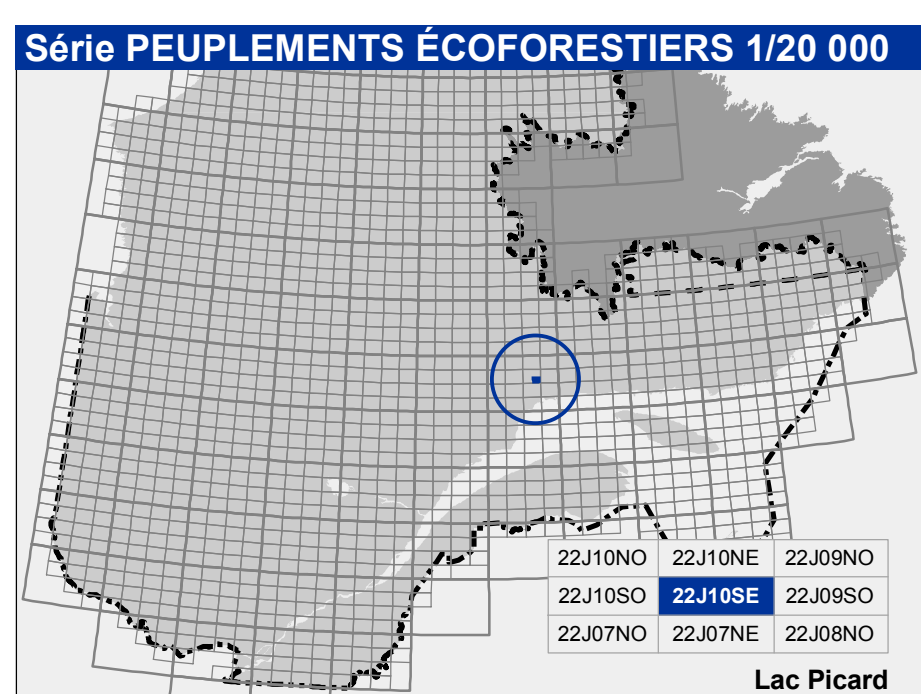 Série PEUPLEMENTS ÉCOFORESTIERS 1/20 000
22J10NO 22J10NE 22J09NO
22J10SO 22J10SE 22J09SO
22J07NO 22J07NE 22J08NO
Lac Picard